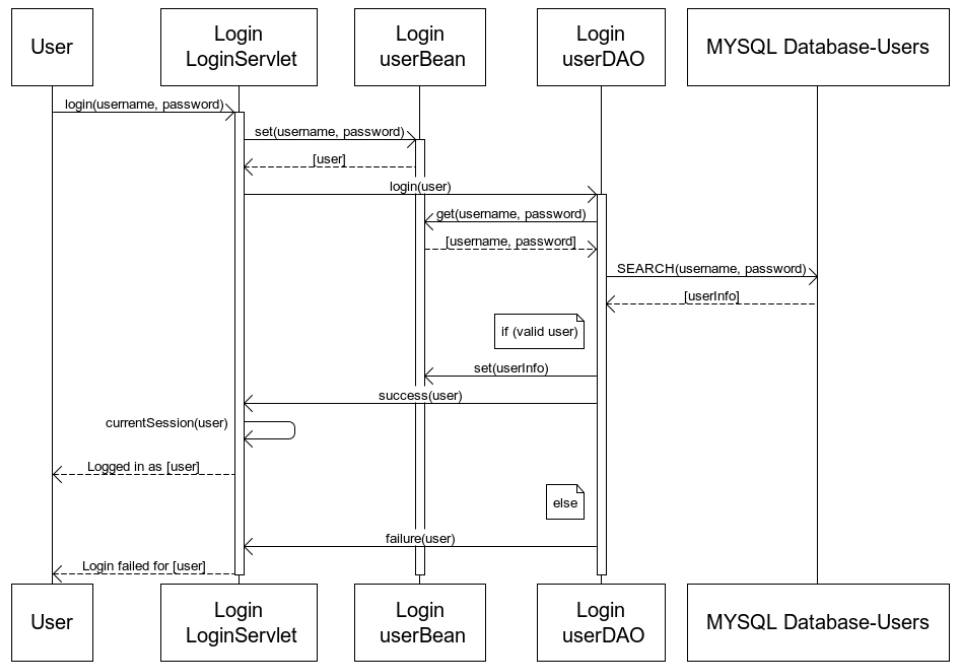 User
Login
LoginServlet
Login
userBean
Login
userDAO
MYSQL Database-Users
login(username, password)
set(username, password)
[user]
login(user)
get(username, password)
[username, password]
SEARCH(username, password)
[userInfo]
if (valid user)
set(userInfo)
success(user)
currentSession(user)
Logged in as [user]
else
failure(user)
Login failed for [user]
User
Login
LoginServlet
Login
userBean
Login
userDAO
MYSQL Database-Users